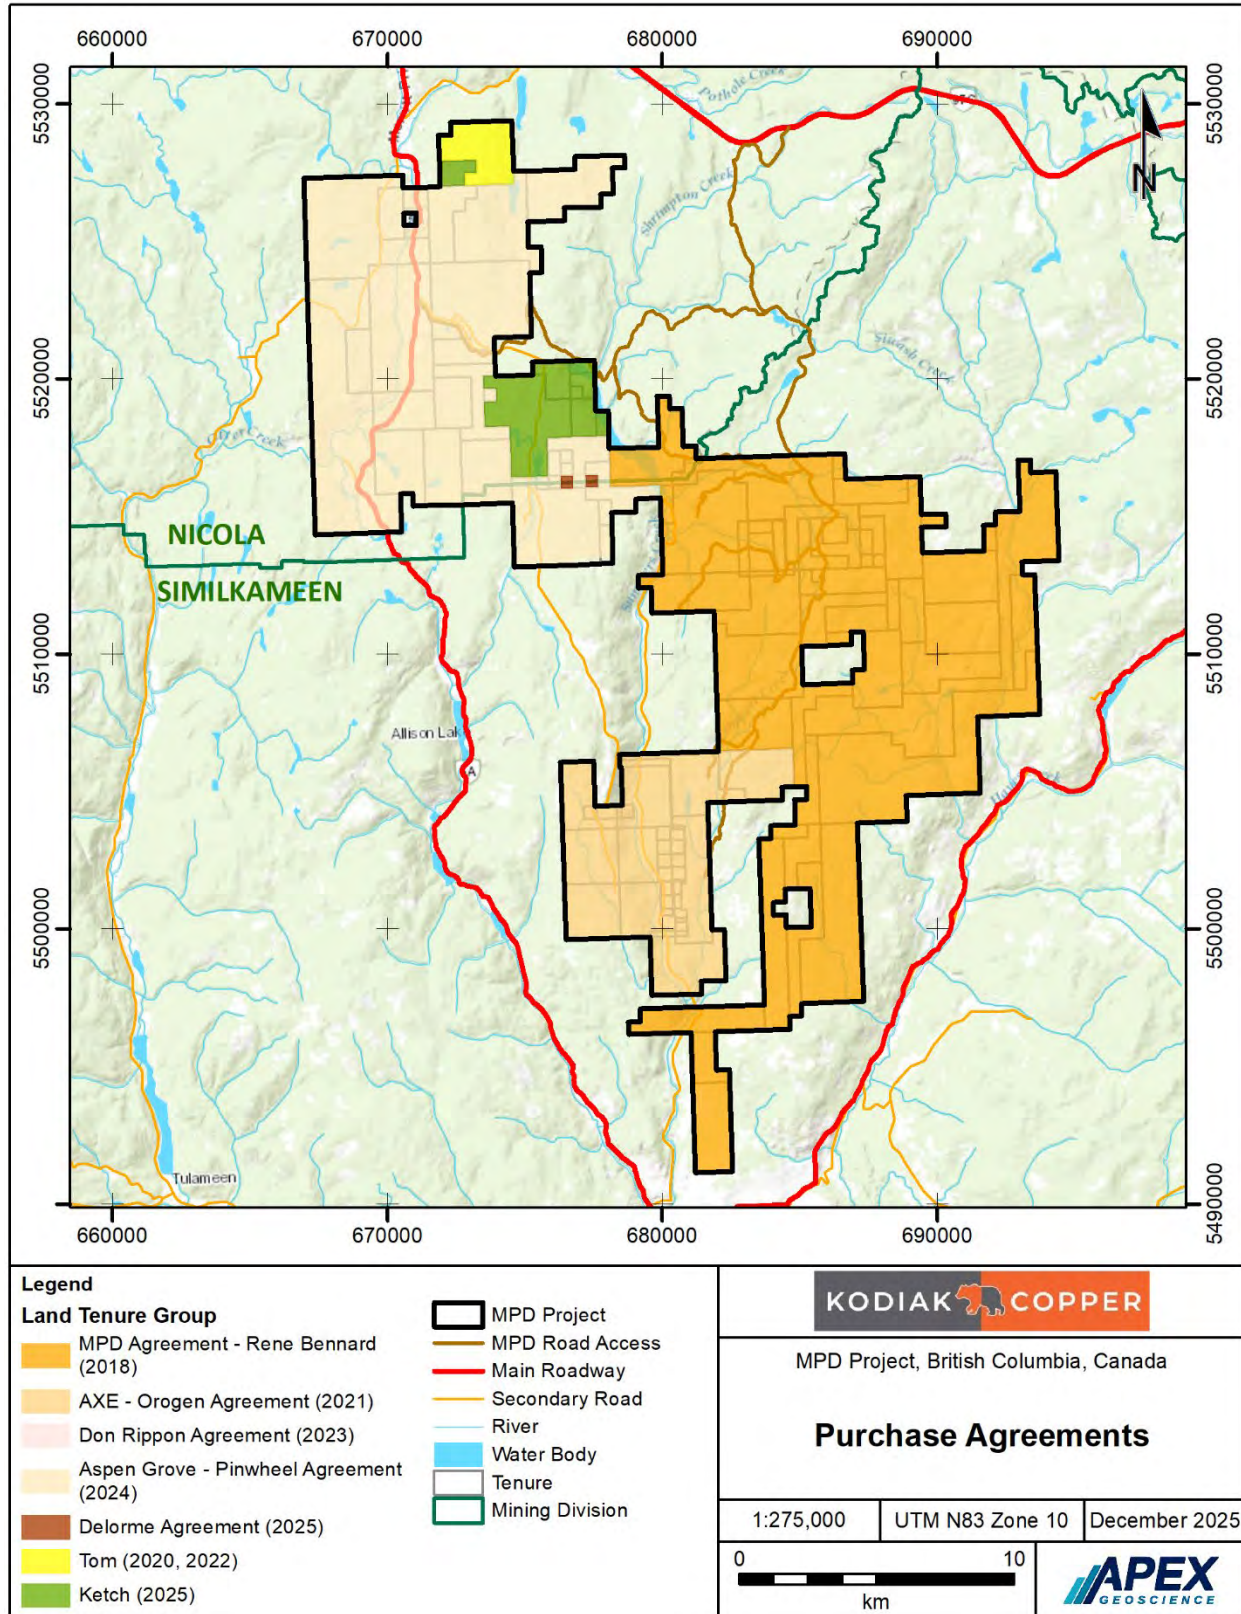 660000 670000 680000 690000
5530000 5530000
Pothole Creek
Shrimpton Creek
N
5520000 5520000
Siwash Creek
Otter Creek
NICOLA
SIMILKAMEEN
5510000 5510000
Allison Lak
A
5500000 5500000
Tulameen
5490000
660000 670000 680000 690000
Legend
Land Tenure Group
MPD Agreement - Rene Bennard
(2018)
AXE - Orogen Agreement (2021)
Don Rippon Agreement (2023)
Aspen Grove - Pinwheel Agreement
(2024)
Delorme Agreement (2025)
Tom (2020, 2022)
Ketch (2025)
MPD Project
MPD Road Access
Main Roadway
Secondary Road
River
Water Body
Tenure
Mining Division
KODIAK COPPER
MPD Project, British Columbia, Canada
Purchase Agreements
1:275,000 UTM N83 Zone 10 December 2025
0 10
km
APEX
GEOSCIENCE